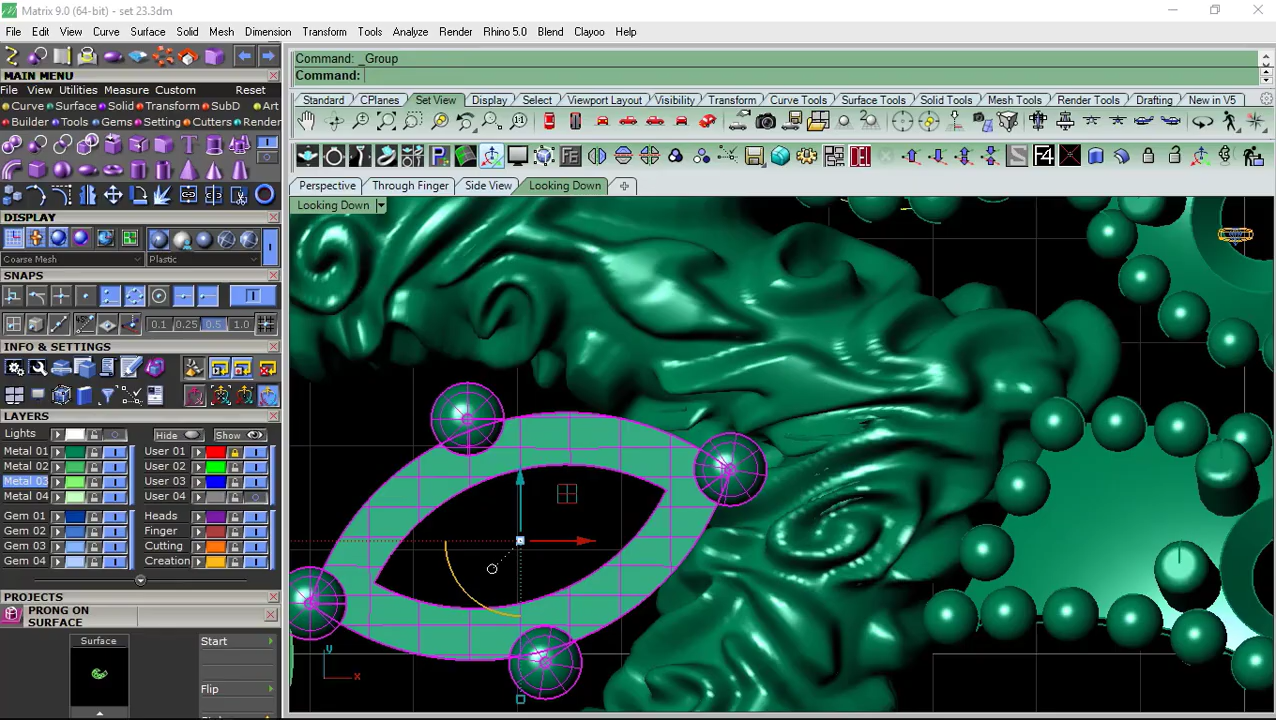 Matrix 9.0 (64-bit) - set 23.3dm
File Edit View Curve Surface Solid Mesh Dimension Transform Tools Analyze Render Rhino 5.0 Blend Clayoo Help
Command: _Group
Command:
MAIN MENU
File View Utilities Measure Custom Reset
Curve Surface Solid Transform SubD Art
Builder Tools Gems Setting Cutters Render
Standard CPlanes Set View Display Select Viewport Layout Visibility Transform Curve Tools Surface Tools Solid Tools Mesh Tools Render Tools Drafting New in V5
Perspective Through Finger Side View Looking Down
Looking Down
DISPLAY
Coarse Mesh Plastic
SNAPS
0.1 0.25 0.5 1.0
INFO & SETTINGS
LAYERS
Lights Hide Show
Metal 01 User 01
Metal 02 User 02
Metal 03 User 03
Metal 04 User 04
Gem 01 Heads
Gem 02 Finger
Gem 03 Cutting
Gem 04 Creation
PROJECTS
PRONG ON
SURFACE
Surface Start
Flip
y
x